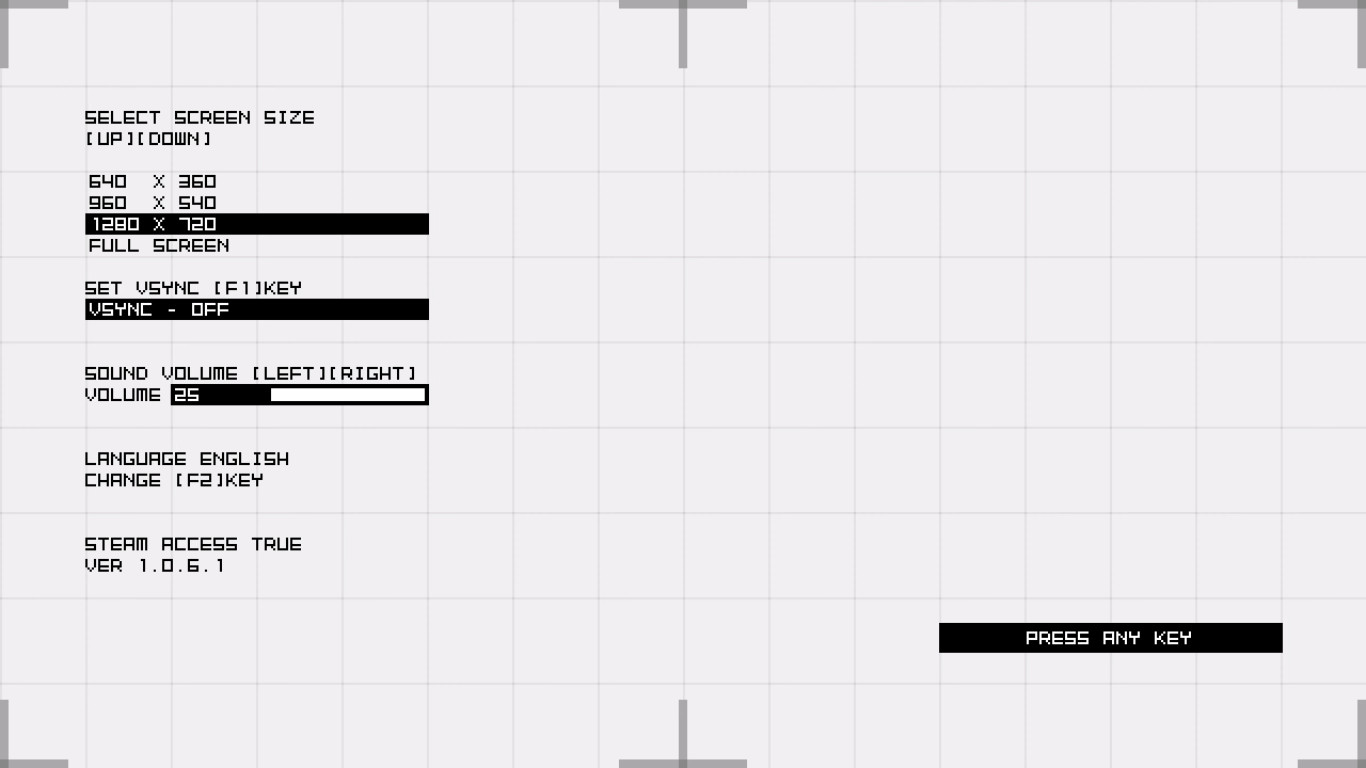 SELECT SCREEN SIZE
[UP][DOWN]
640 X 360
960 X 540
1280 X 720
FULL SCREEN
SET VSYNC [F1]KEY
VSYNC - OFF
SOUND VOLUME [LEFT][RIGHT]
VOLUME 25
LANGUAGE ENGLISH
CHANGE [F2]KEY
STEAM ACCESS TRUE
VER 1.0.6.1
PRESS ANY KEY